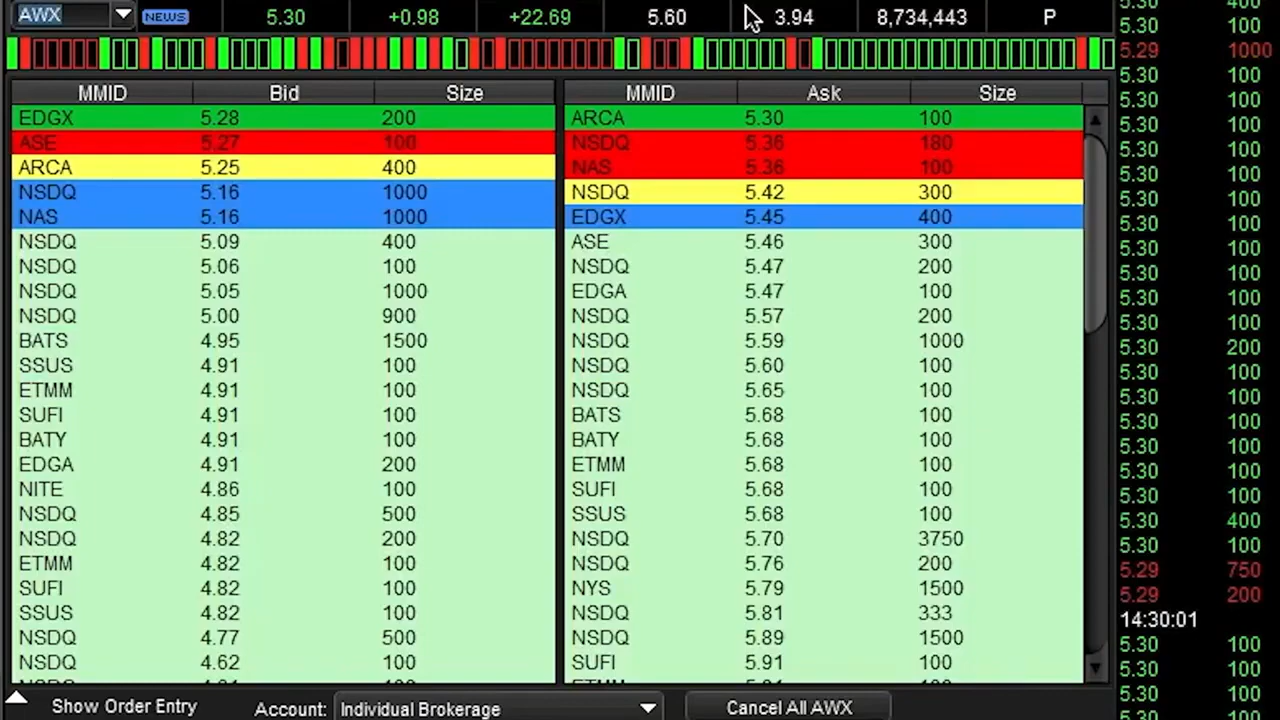 AWX NEWS 5.30 +0.98 +22.69 5.60 3.94 8,734,443 P
MMID Bid Size MMID Ask Size
EDGX 5.28 200 ARCA 5.30 100
ASE 5.27 100 NSDQ 5.36 180
ARCA 5.25 400 NAS 5.36 100
NSDQ 5.16 1000 NSDQ 5.42 300
NAS 5.16 1000 EDGX 5.45 400
NSDQ 5.09 400 ASE 5.46 300
NSDQ 5.06 100 NSDQ 5.47 200
NSDQ 5.05 1000 EDGA 5.47 100
NSDQ 5.00 900 NSDQ 5.57 200
BATS 4.95 1500 NSDQ 5.59 1000
SSUS 4.91 100 NSDQ 5.60 100
ETMM 4.91 100 NSDQ 5.65 100
SUFI 4.91 100 BATS 5.68 100
BATY 4.91 100 BATY 5.68 100
EDGA 4.91 200 ETMM 5.68 100
NITE 4.86 100 SUFI 5.68 100
NSDQ 4.85 500 SSUS 5.68 100
NSDQ 4.82 200 NSDQ 5.70 3750
ETMM 4.82 100 NSDQ 5.76 200
SUFI 4.82 100 NYS 5.79 1500
SSUS 4.82 100 NSDQ 5.81 333
NSDQ 4.77 500 NSDQ 5.89 1500
NSDQ 4.62 100 SUFI 5.91 100
Show Order Entry Account: Individual Brokerage Cancel All AWX
5.30 400
5.30 100
5.29 1000
5.30 100
5.30 100
5.30 100
5.30 100
5.30 100
5.30 100
5.30 100
5.30 100
5.30 100
5.30 100
5.30 100
5.30 200
5.30 100
5.30 100
5.30 100
5.30 100
5.30 100
5.30 100
5.30 400
5.30 100
5.29 750
5.29 200
14:30:01
5.30 100
5.30 100
5.30 100
5.30 100